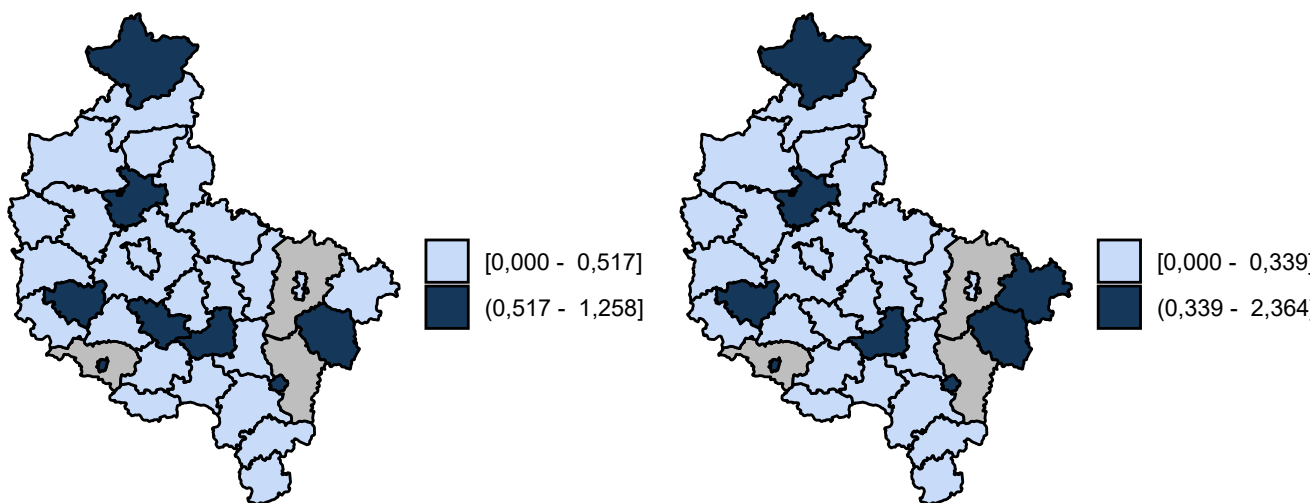 [0,000 - 0,517]
(0,517 - 1,258]
[0,000 - 0,339]
(0,339 - 2,364]